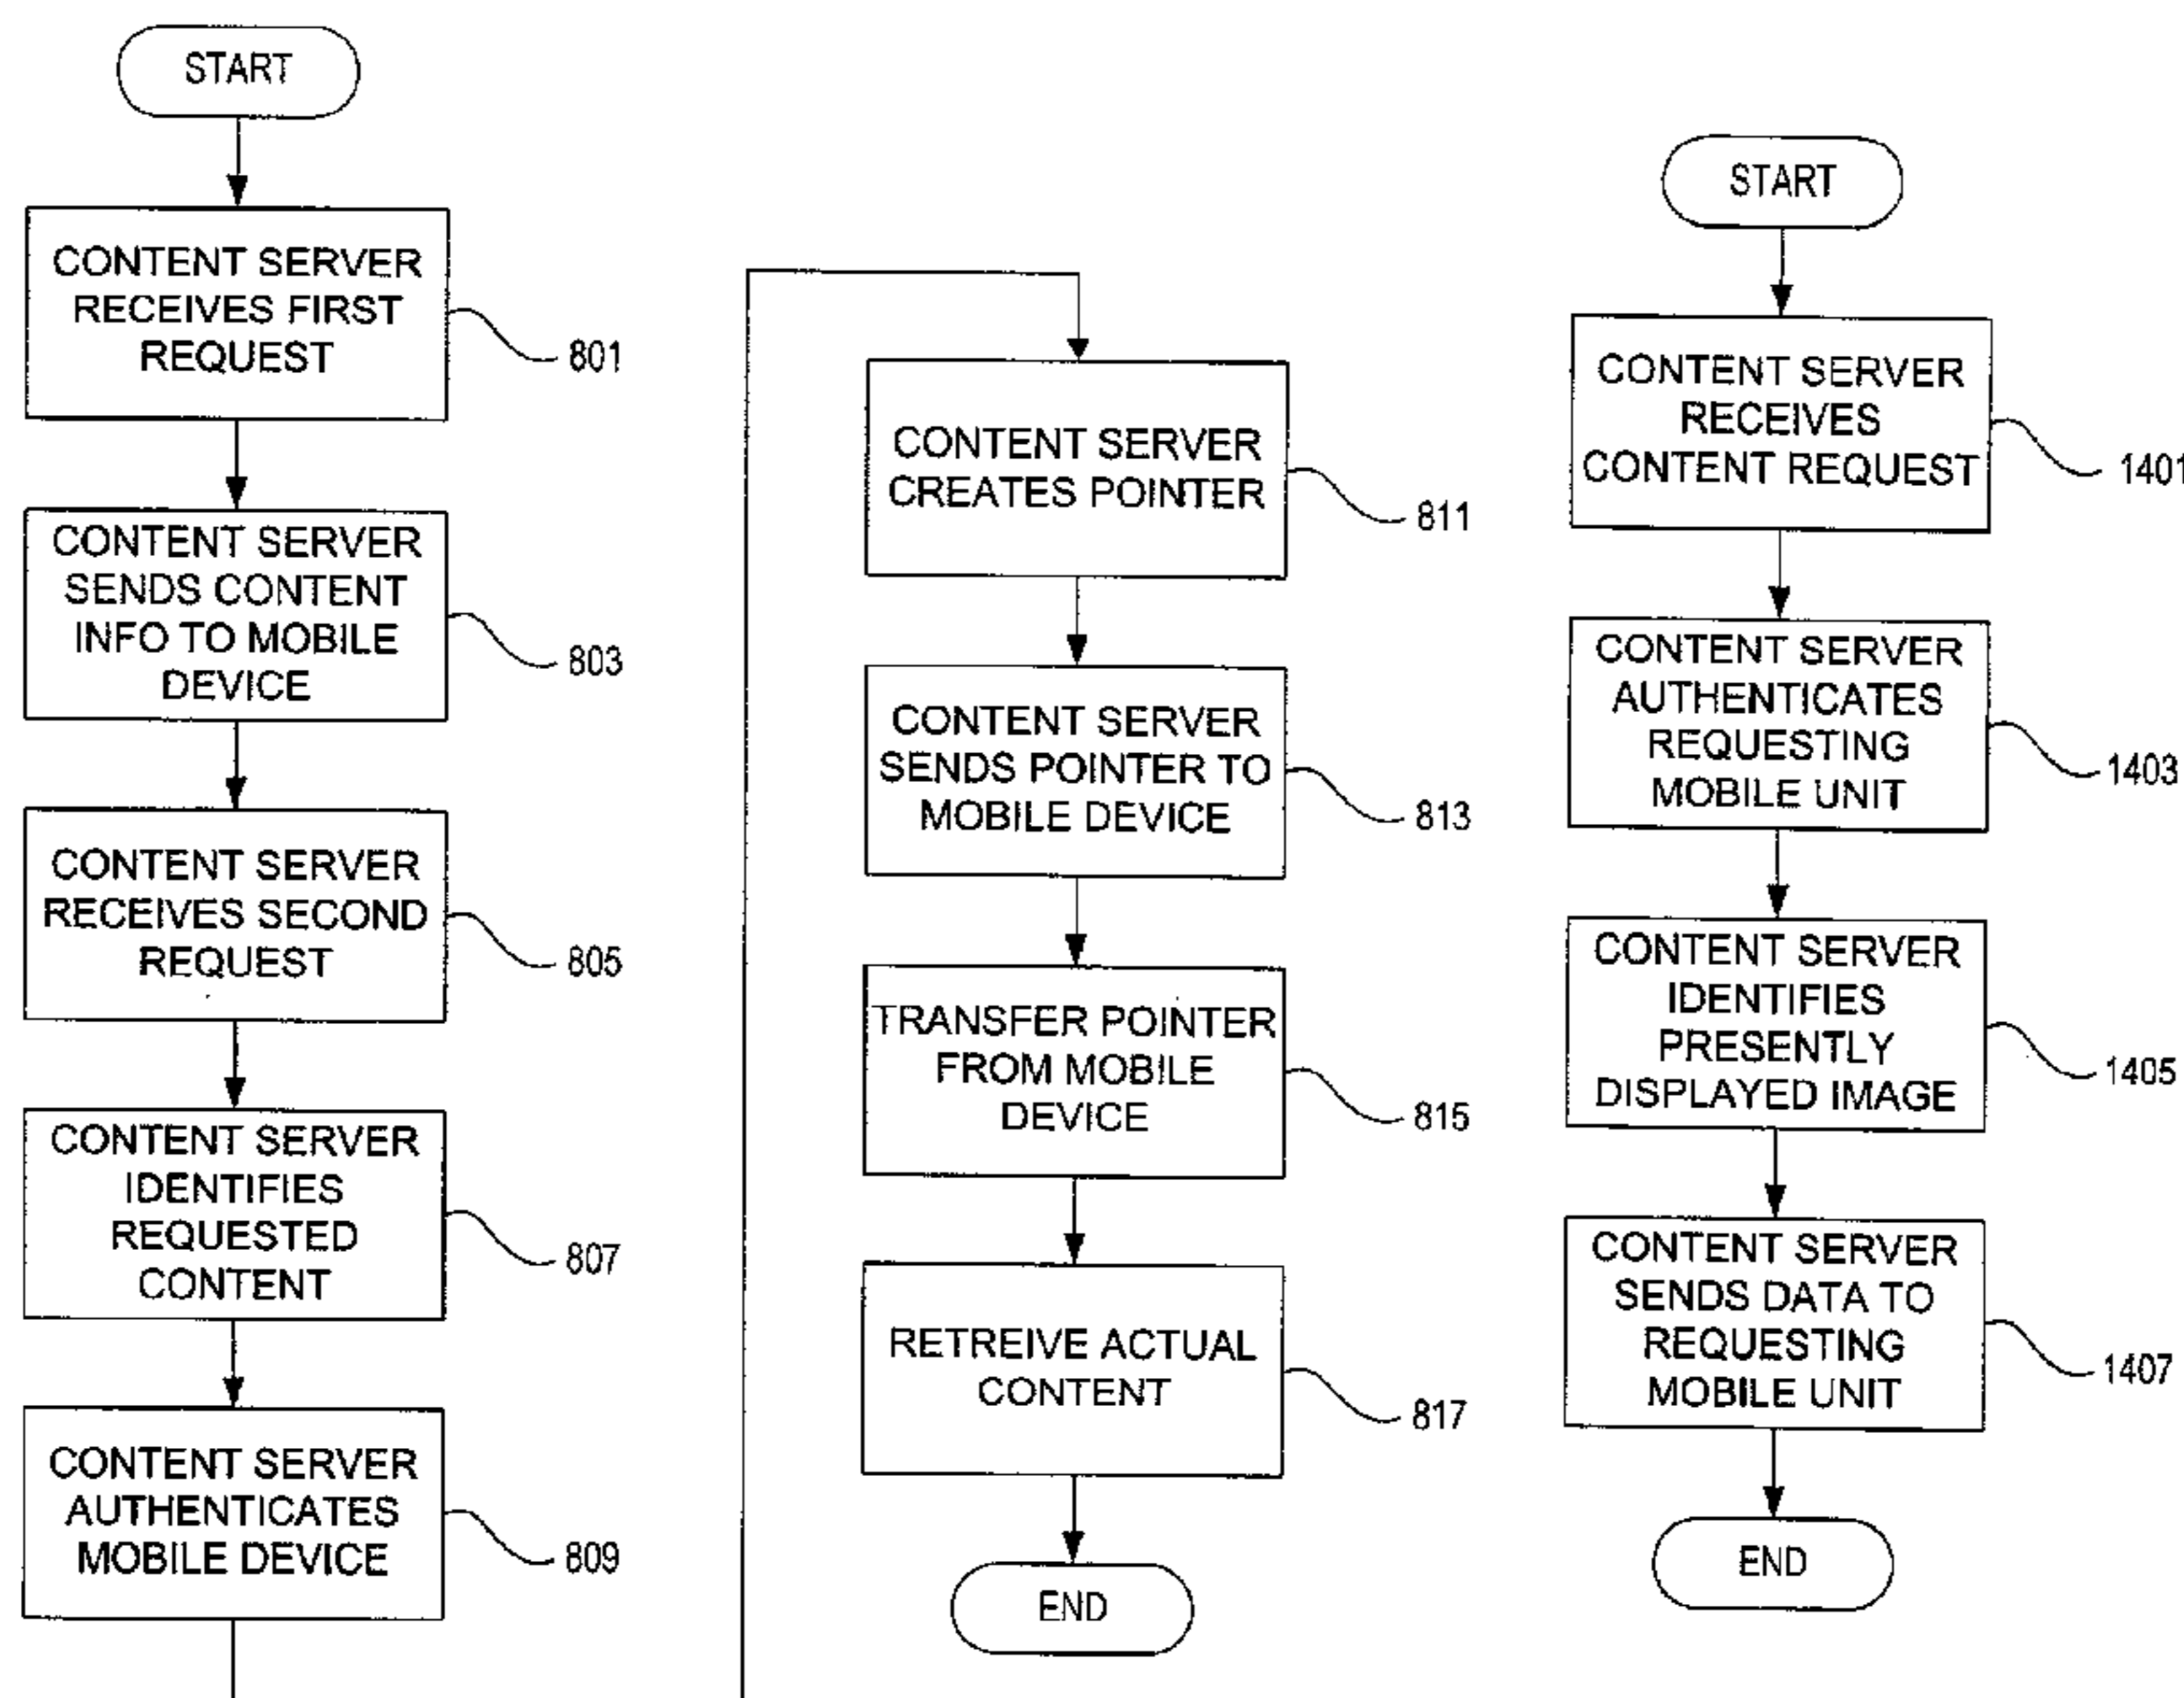 START
CONTENT SERVER
RECEIVES FIRST
REQUEST
801
CONTENT SERVER
SENDS CONTENT
INFO TO MOBILE
DEVICE
803
CONTENT SERVER
RECEIVES SECOND
REQUEST
805
CONTENT SERVER
IDENTIFIES
REQUESTED
CONTENT
807
CONTENT SERVER
AUTHENTICATES
MOBILE DEVICE
809
CONTENT SERVER
CREATES POINTER
811
CONTENT SERVER
SENDS POINTER TO
MOBILE DEVICE
813
TRANSFER POINTER
FROM MOBILE
DEVICE
815
RETREIVE ACTUAL
CONTENT
817
END
START
CONTENT SERVER
RECEIVES
CONTENT REQUEST
1401
CONTENT SERVER
AUTHENTICATES
REQUESTING
MOBILE UNIT
1403
CONTENT SERVER
IDENTIFIES
PRESENTLY
DISPLAYED IMAGE
1405
CONTENT SERVER
SENDS DATA TO
REQUESTING
MOBILE UNIT
1407
END